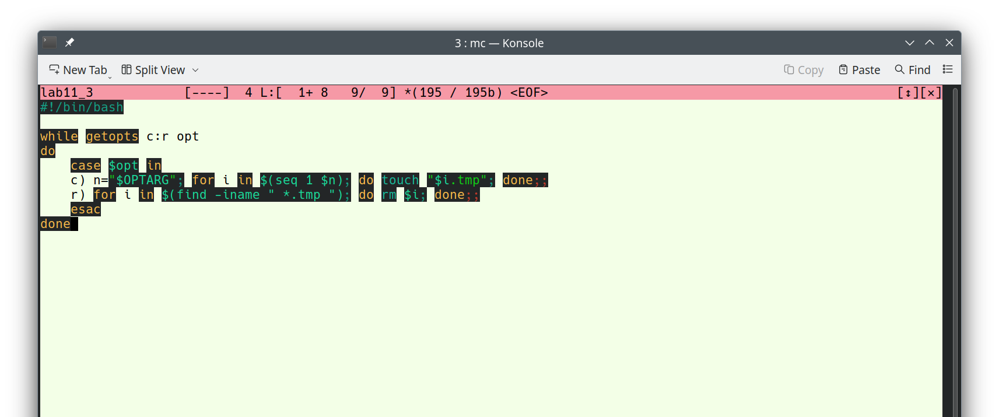 3 : mc — Konsole
New Tab Split View Copy Paste Find
lab11_3            [----]  4 L:[  1+ 8   9/  9] *(195 / 195b) <EOF> [↕][×]
#!/bin/bash

while getopts c:r opt
do
    case $opt in
    c) n="$OPTARG"; for i in $(seq 1 $n); do touch "$i.tmp"; done;;
    r) for i in $(find -iname " *.tmp "); do rm $i; done;;
    esac
done